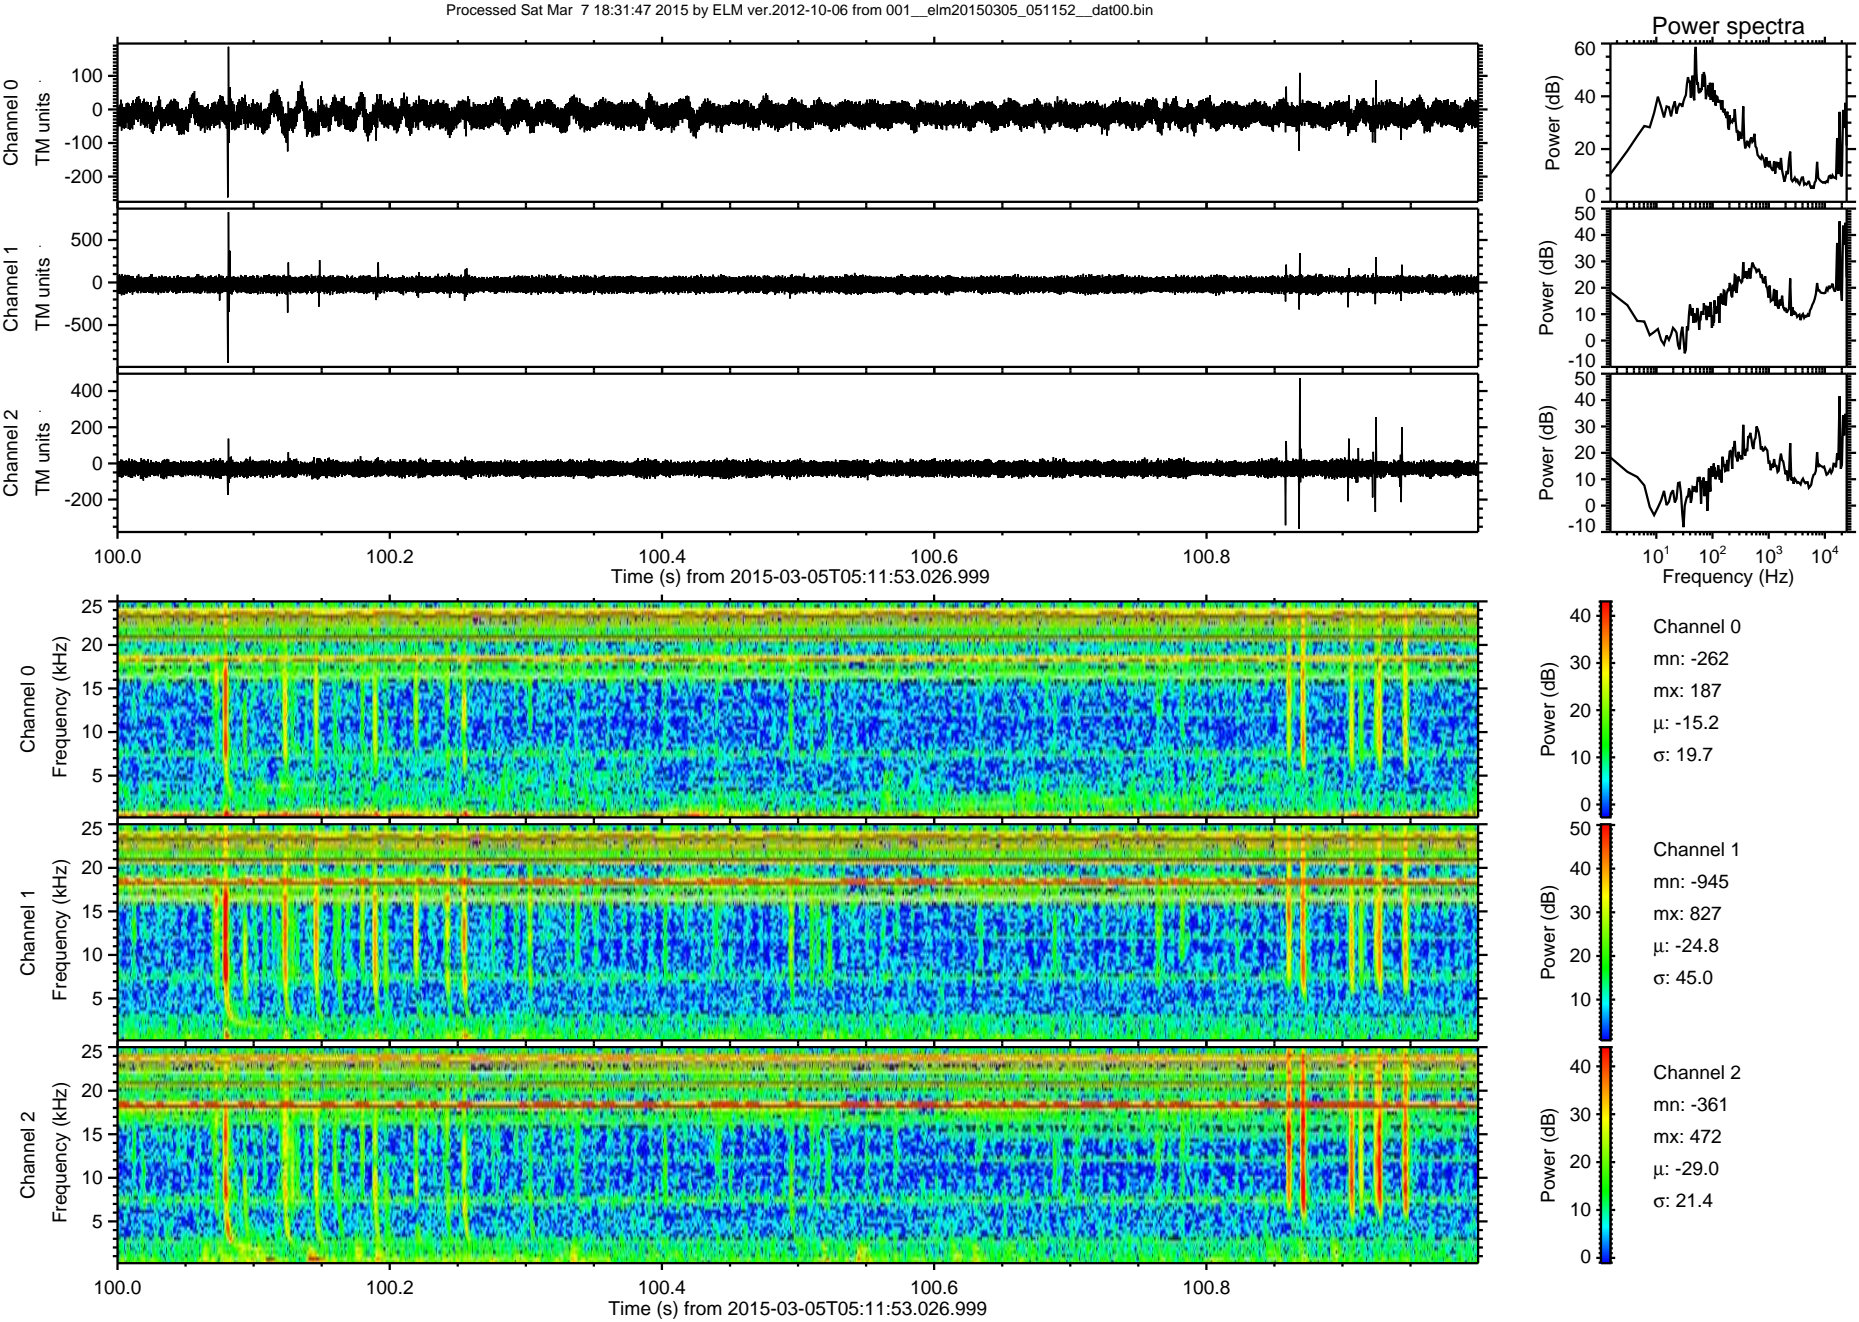 Processed Sat Mar 7 18:31:47 2015 by ELM ver.2012-10-06 from 001__elm20150305_051152__dat00.bin
Power spectra
Channel 0
TM units
100
0
-100
-200
Power (dB)
60
40
20
0
Channel 1
TM units
500
0
-500
Power (dB)
50
40
30
20
10
0
-10
Channel 2
TM units
400
200
0
-200
Power (dB)
50
40
30
20
10
0
-10
100.0 100.2 100.4 100.6 100.8
Time (s) from 2015-03-05T05:11:53.026.999
10¹ 10² 10³ 10⁴
Frequency (Hz)
Channel 0
Frequency (kHz)
25
20
15
10
5
Power (dB)
40
30
20
10
0
Channel 0
mn: -262
mx: 187
μ: -15.2
σ: 19.7
Channel 1
Frequency (kHz)
25
20
15
10
5
Power (dB)
50
40
30
20
10
Channel 1
mn: -945
mx: 827
μ: -24.8
σ: 45.0
Channel 2
Frequency (kHz)
25
20
15
10
5
Power (dB)
40
30
20
10
0
Channel 2
mn: -361
mx: 472
μ: -29.0
σ: 21.4
100.0 100.2 100.4 100.6 100.8
Time (s) from 2015-03-05T05:11:53.026.999